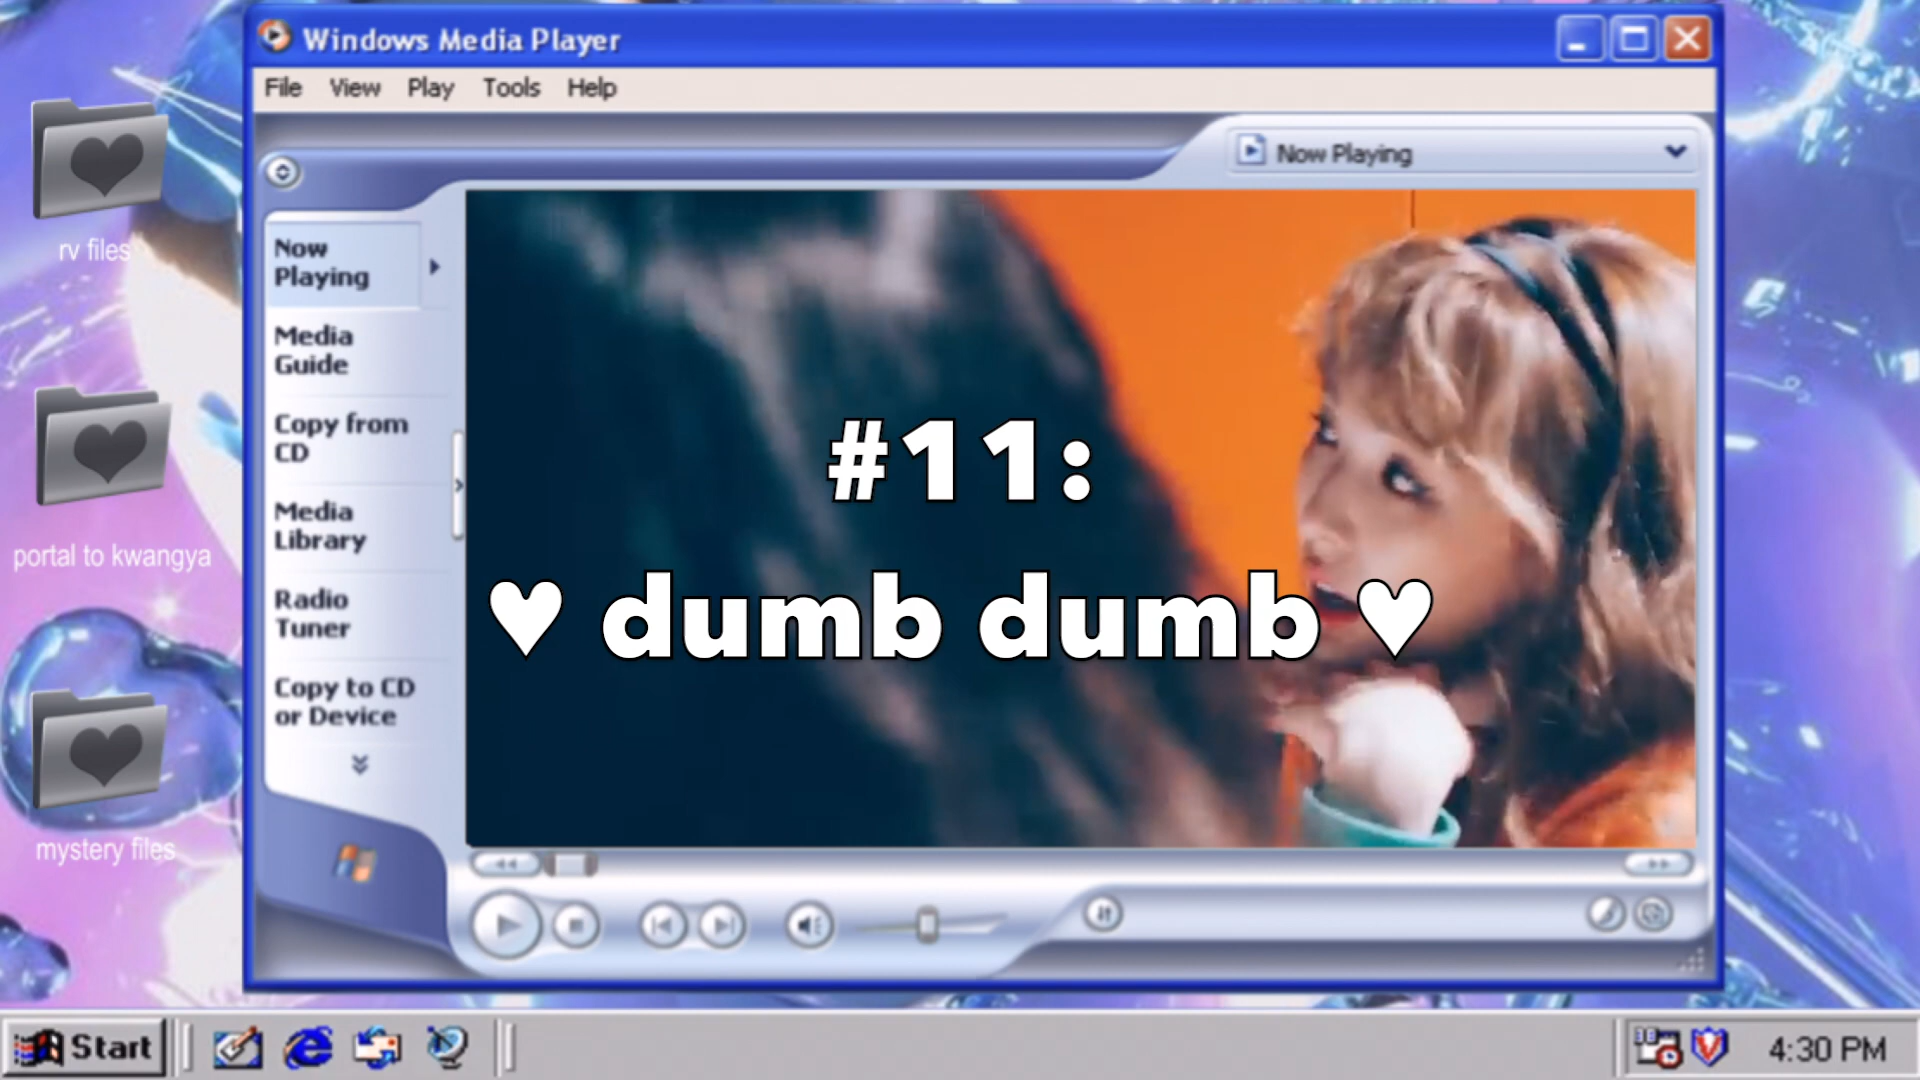 Windows Media Player
File View Play Tools Help
Now Playing
Now
Playing
Media
Guide
Copy from
CD
Media
Library
Radio
Tuner
Copy to CD
or Device
#11:
♥ dumb dumb ♥
rv files
portal to kwangya
mystery files
Start
4:30 PM